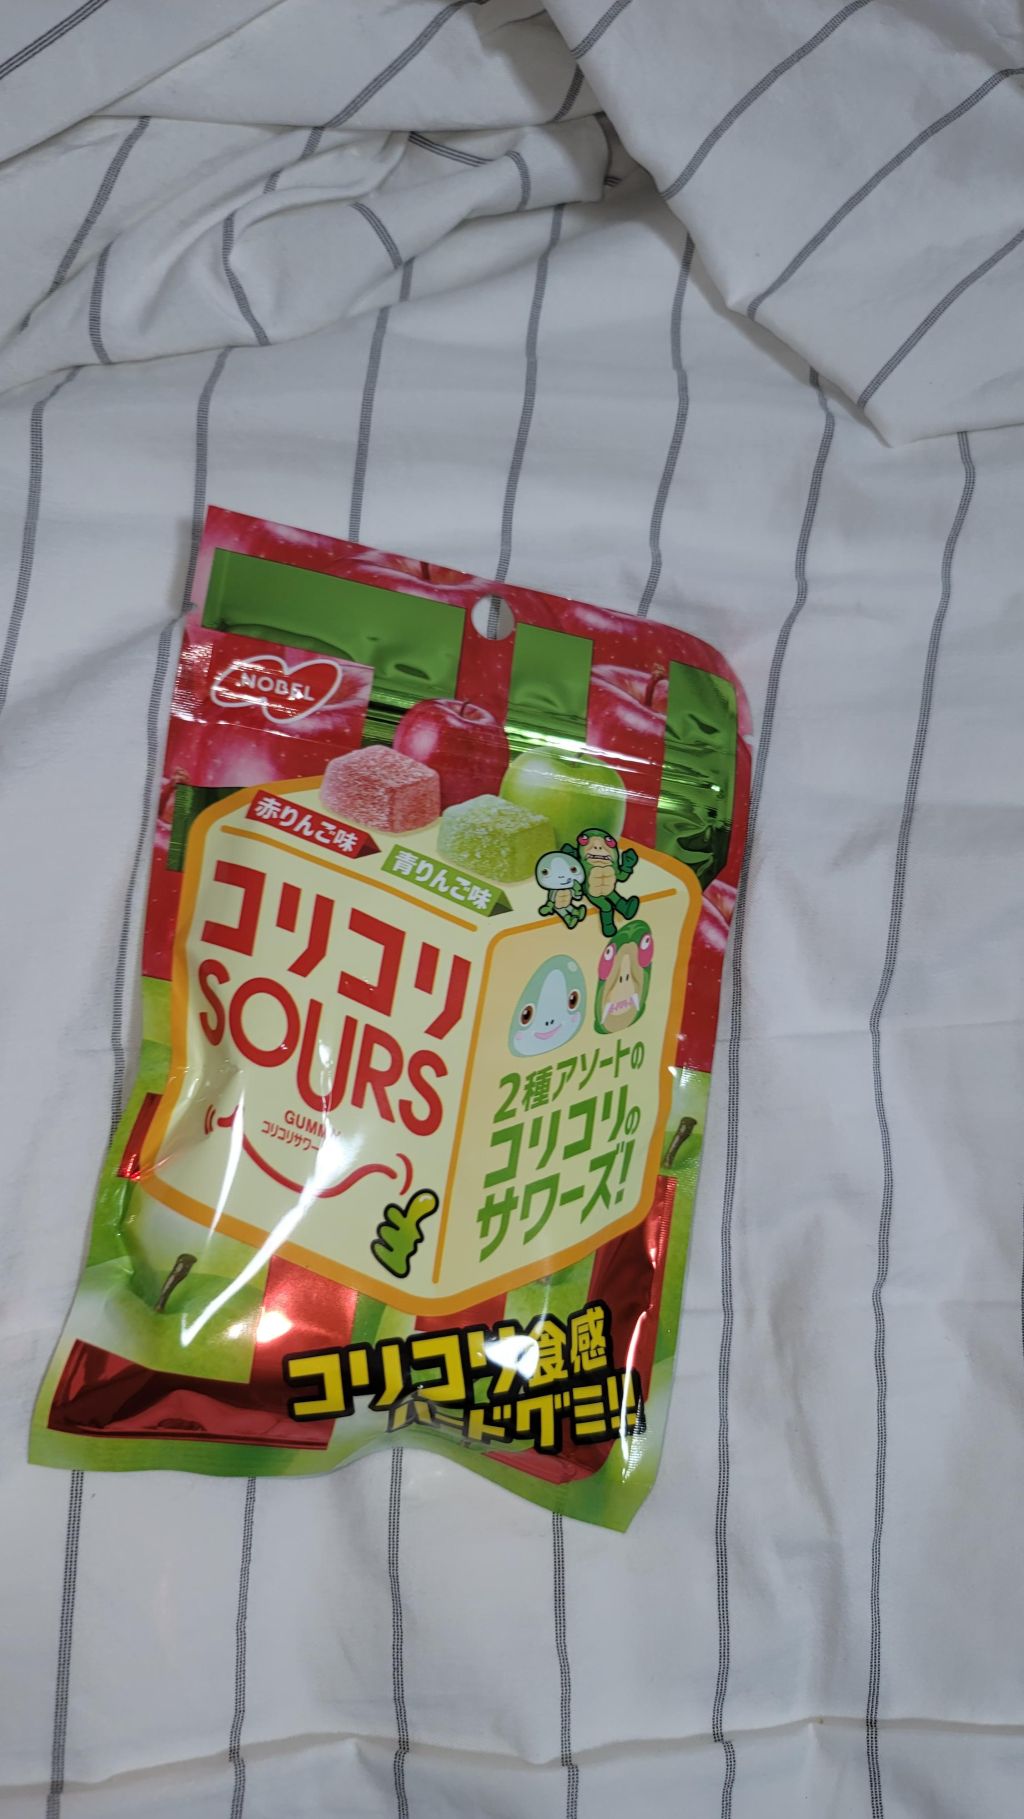 NOBEL
赤りんご味
青りんご味
コリコリ
SOURS
GUMMY
2種アソートの
コリコリの
サワーズ!
コリコリ食感
ハードグミ!!